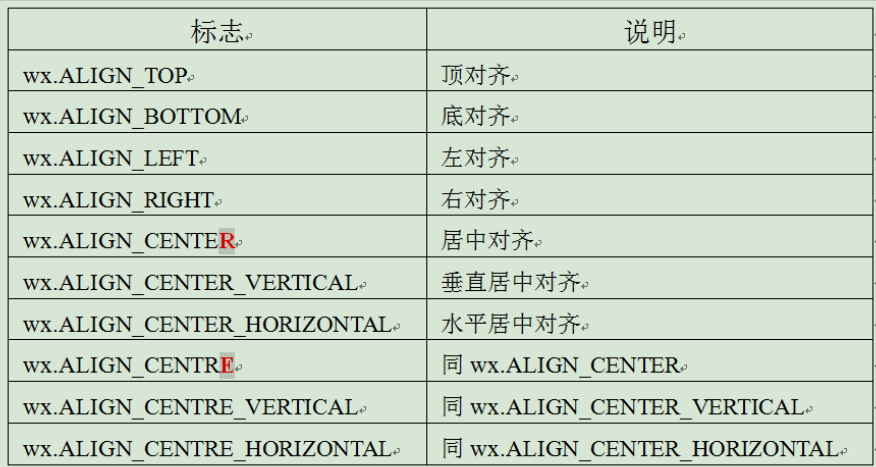 标志 说明
wx.ALIGN_TOP 顶对齐
wx.ALIGN_BOTTOM 底对齐
wx.ALIGN_LEFT 左对齐
wx.ALIGN_RIGHT 右对齐
wx.ALIGN_CENTER 居中对齐
wx.ALIGN_CENTER_VERTICAL 垂直居中对齐
wx.ALIGN_CENTER_HORIZONTAL 水平居中对齐
wx.ALIGN_CENTRE 同 wx.ALIGN_CENTER
wx.ALIGN_CENTRE_VERTICAL 同 wx.ALIGN_CENTER_VERTICAL
wx.ALIGN_CENTRE_HORIZONTAL 同 wx.ALIGN_CENTER_HORIZONTAL